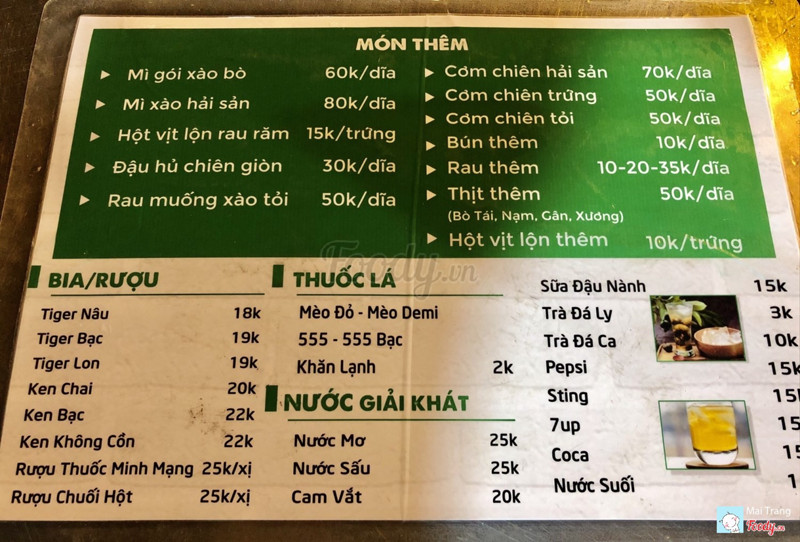 MÓN THÊM
Mì gói xào bò 60k/dĩa
Mì xào hải sản 80k/dĩa
Hột vịt lộn rau răm 15k/trứng
Đậu hủ chiên giòn 30k/dĩa
Rau muống xào tỏi 50k/dĩa
Cơm chiên hải sản 70k/dĩa
Cơm chiên trứng 50k/dĩa
Cơm chiên tỏi 50k/dĩa
Bún thêm 10k/dĩa
Rau thêm 10-20-35k/dĩa
Thịt thêm 50k/dĩa
(Bò Tái, Nạm, Gân, Xương)
Hột vịt lộn thêm 10k/trứng
Foody.vn
BIA/RƯỢU
Tiger Nâu 18k
Tiger Bạc 19k
Tiger Lon 19k
Ken Chai 20k
Ken Bạc 22k
Ken Không Cồn 22k
Rượu Thuốc Minh Mạng 25k/xị
Rượu Chuối Hột 25k/xị
THUỐC LÁ
Mèo Đỏ - Mèo Demi
555 - 555 Bạc
Khăn Lạnh 2k
NƯỚC GIẢI KHÁT
Nước Mơ 25k
Nước Sấu 25k
Cam Vắt 20k
Sữa Đậu Nành 15k
Trà Đá Ly 3k
Trà Đá Ca 10k
Pepsi 15k
Sting 15k
7up 15
Coca 15
Nước Suối
Mai Trang
Foody.vn